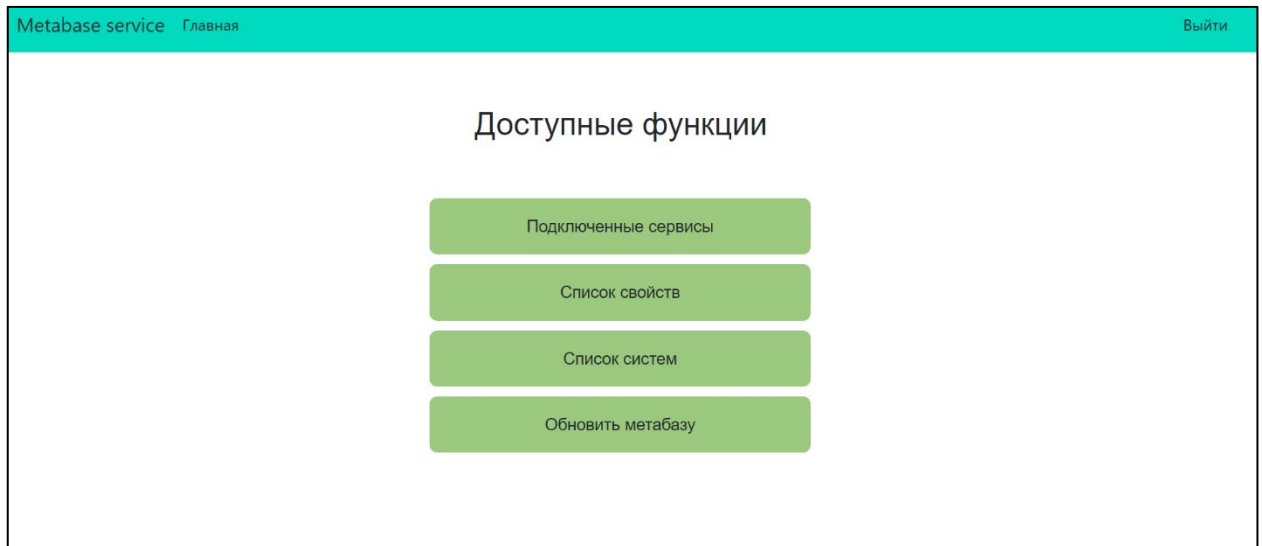 Metabase service Главная Выйти
Доступные функции
Подключенные сервисы
Список свойств
Список систем
Обновить метабазу